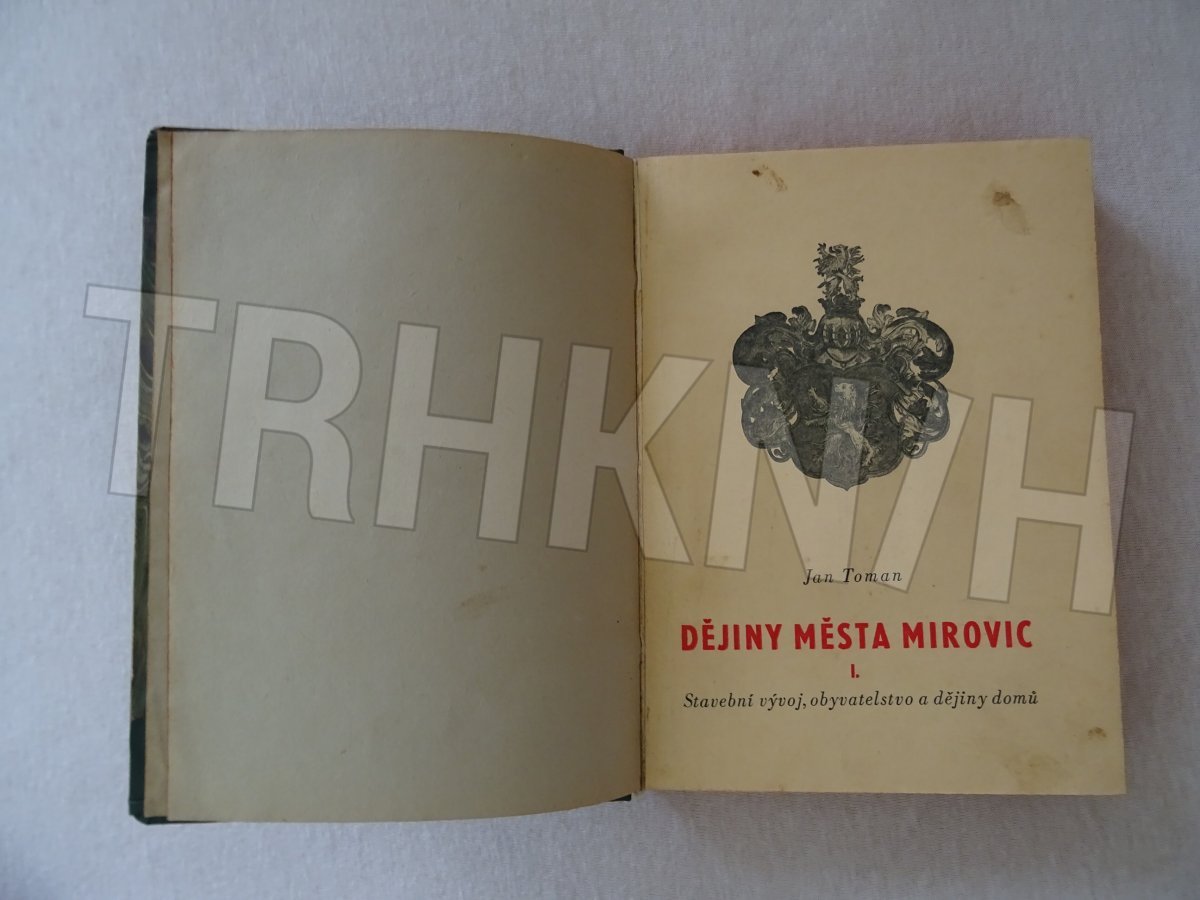 TRHKNIH
Jan Toman
DĚJINY MĚSTA MIROVIC
I.
Stavební vývoj, obyvatelstvo a dějiny domů